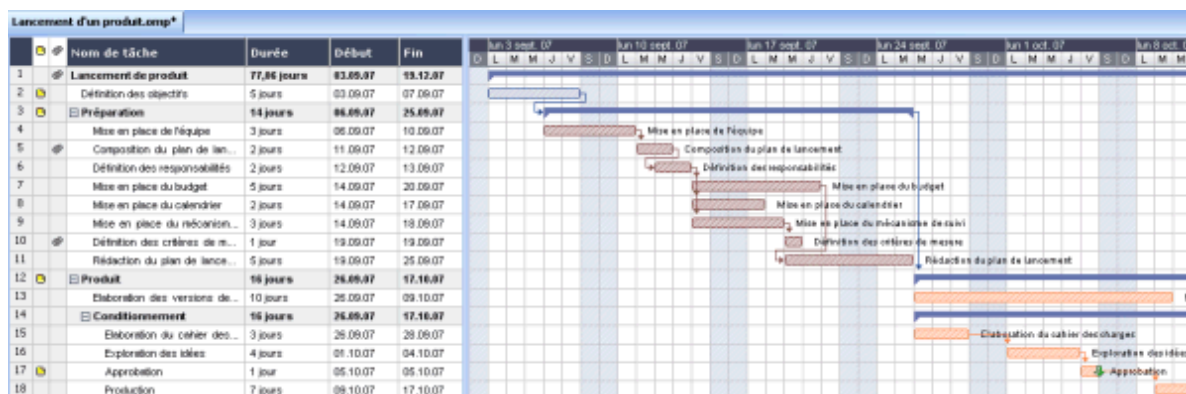 Lancement d'un produit.omp*
Nom de tâche Durée Début Fin
lun 3 sept. 07 lun 10 sept. 07 lun 17 sept. 07 lun 24 sept. 07 lun 1 oct. 07 lun 8 oct.
D L M M J V S D L M M J V S D L M M J V S D L M M J V S D L M M J V S D L M M
1 Lancement de produit 77,86 jours 03.09.07 19.12.07
2 Définition des objectifs 5 jours 03.09.07 07.09.07
3 Préparation 14 jours 06.09.07 25.09.07
4 Mise en place de l'équipe 3 jours 06.09.07 10.09.07 Mise en place de l'équipe
5 Composition du plan de lan... 2 jours 11.09.07 12.09.07 Composition du plan de lancement
6 Définition des responsabilités 2 jours 12.09.07 13.09.07 Définition des responsabilités
7 Mise en place du budget 5 jours 14.09.07 20.09.07 Mise en place du budget
8 Mise en place du calendrier 2 jours 14.09.07 17.09.07 Mise en place du calendrier
9 Mise en place du mécanism... 3 jours 14.09.07 18.09.07 Mise en place du mécanisme de suivi
10 Définition des critères de m... 1 jour 19.09.07 19.09.07 Définition des critères de mesure
11 Rédaction du plan de lance... 5 jours 19.09.07 25.09.07 Rédaction du plan de lancement
12 Produit 16 jours 26.09.07 17.10.07
13 Elaboration des versions de... 10 jours 26.09.07 09.10.07
14 Conditionnement 16 jours 26.09.07 17.10.07
15 Elaboration du cahier des... 3 jours 26.09.07 28.09.07 Elaboration du cahier des charges
16 Exploration des idées 4 jours 01.10.07 04.10.07 Exploration des idées
17 Approbation 1 jour 05.10.07 05.10.07 Approbation
18 Production 7 jours 09.10.07 17.10.07